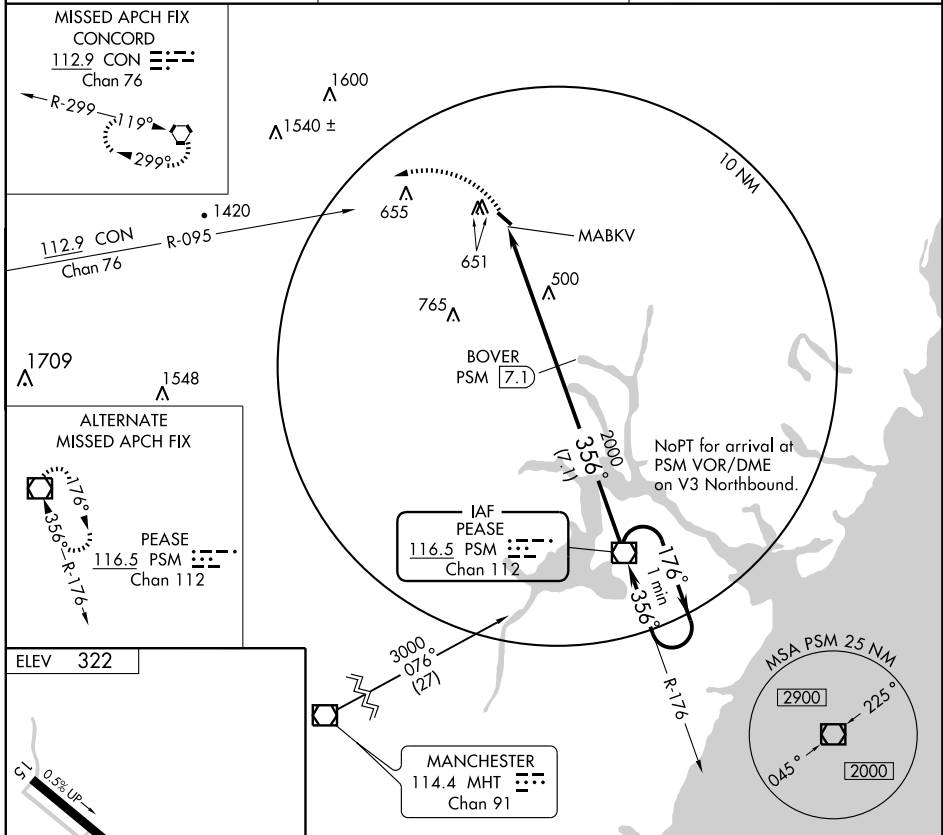 MISSED APCH FIX
CONCORD
112.9 CON
Chan 76
R-299
119°
299°
1600
1540 ±
1420
112.9 CON
Chan 76
R-095
10 NM
655
651
MABKV
500
765
BOVER
PSM 7.1
1709
1548
2000
356°
(7.1)
NoPT for arrival at
PSM VOR/DME
on V3 Northbound.
ALTERNATE
MISSED APCH FIX
176°
356°
R-176
PEASE
116.5 PSM
Chan 112
IAF
PEASE
116.5 PSM
Chan 112
176°
1 min
356°
R-176
3000
076°
(27)
MANCHESTER
114.4 MHT
Chan 91
MSA PSM 25 NM
2900
225°
045°
2000
ELEV 322
15
0.5% UP